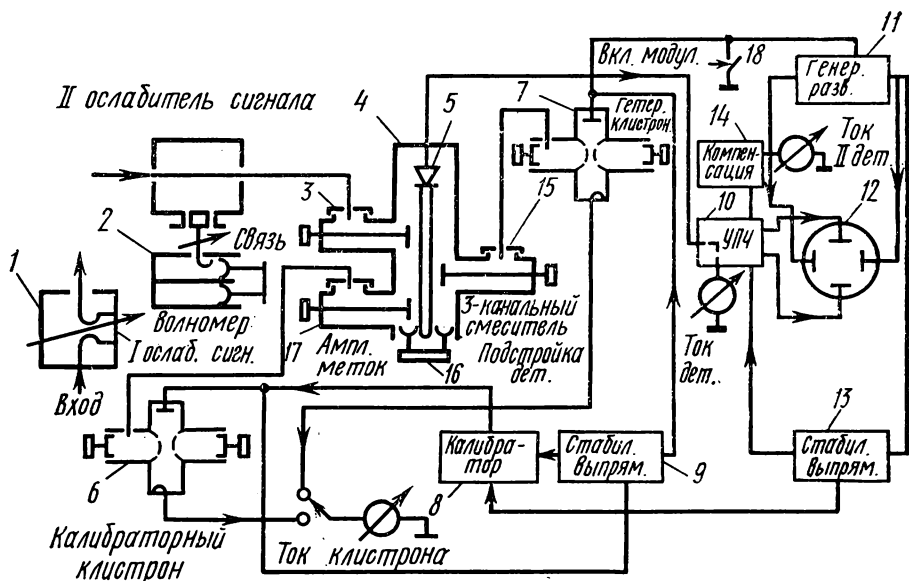 11
Вкл. модул.
18
Генер.
разв.
II ослабитель сигнала
4
5
7
Гетер.
клистрон.
14
Ток
II дет.
Компен-
сация
3
15
10
12
УПЧ
2
Связь
1
Волномер
I ослаб. сигн.
3-канальный
смеситель
17
Ампл.
меток
16
Подстройка
дет.
Ток
дет.
Вход
13
Калибра-
тор
Стабил.
выпрям.
Стабил.
выпрям.
6
8
9
Калибраторный
клистрон
Ток клистрона